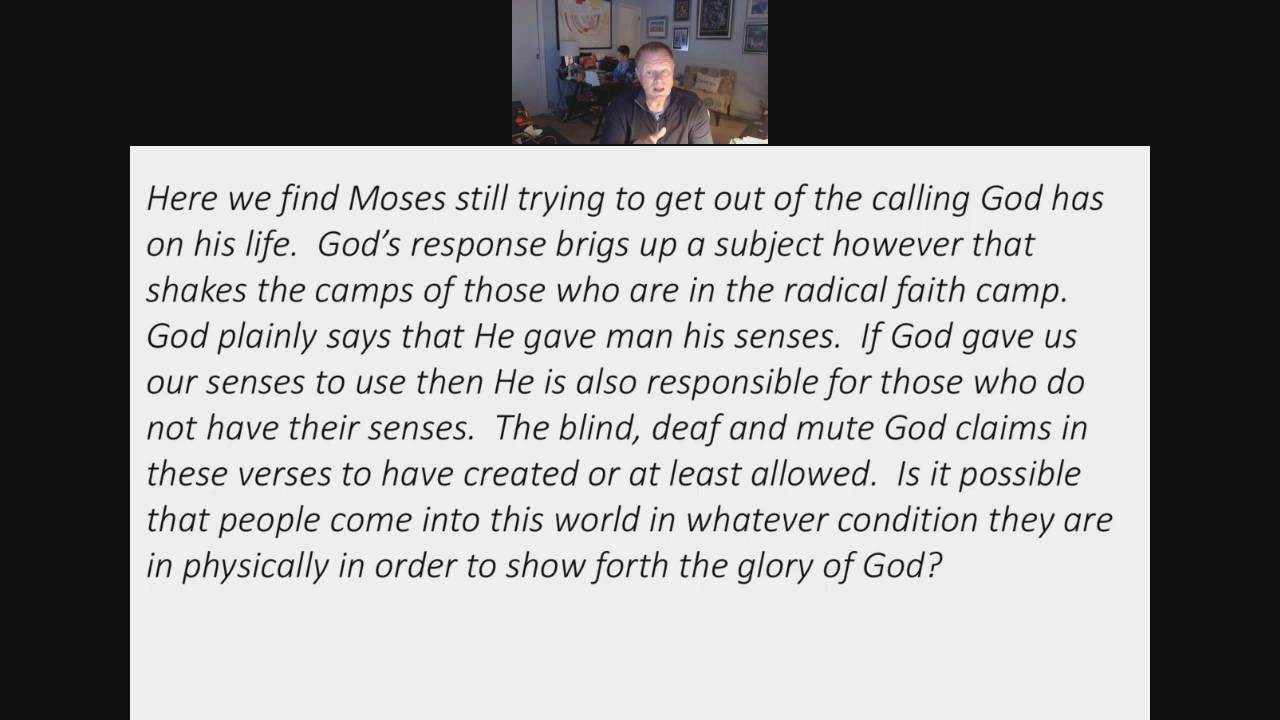 Here we find Moses still trying to get out of the calling God has
on his life.  God’s response brigs up a subject however that
shakes the camps of those who are in the radical faith camp.
God plainly says that He gave man his senses.  If God gave us
our senses to use then He is also responsible for those who do
not have their senses.  The blind, deaf and mute God claims in
these verses to have created or at least allowed.  Is it possible
that people come into this world in whatever condition they are
in physically in order to show forth the glory of God?